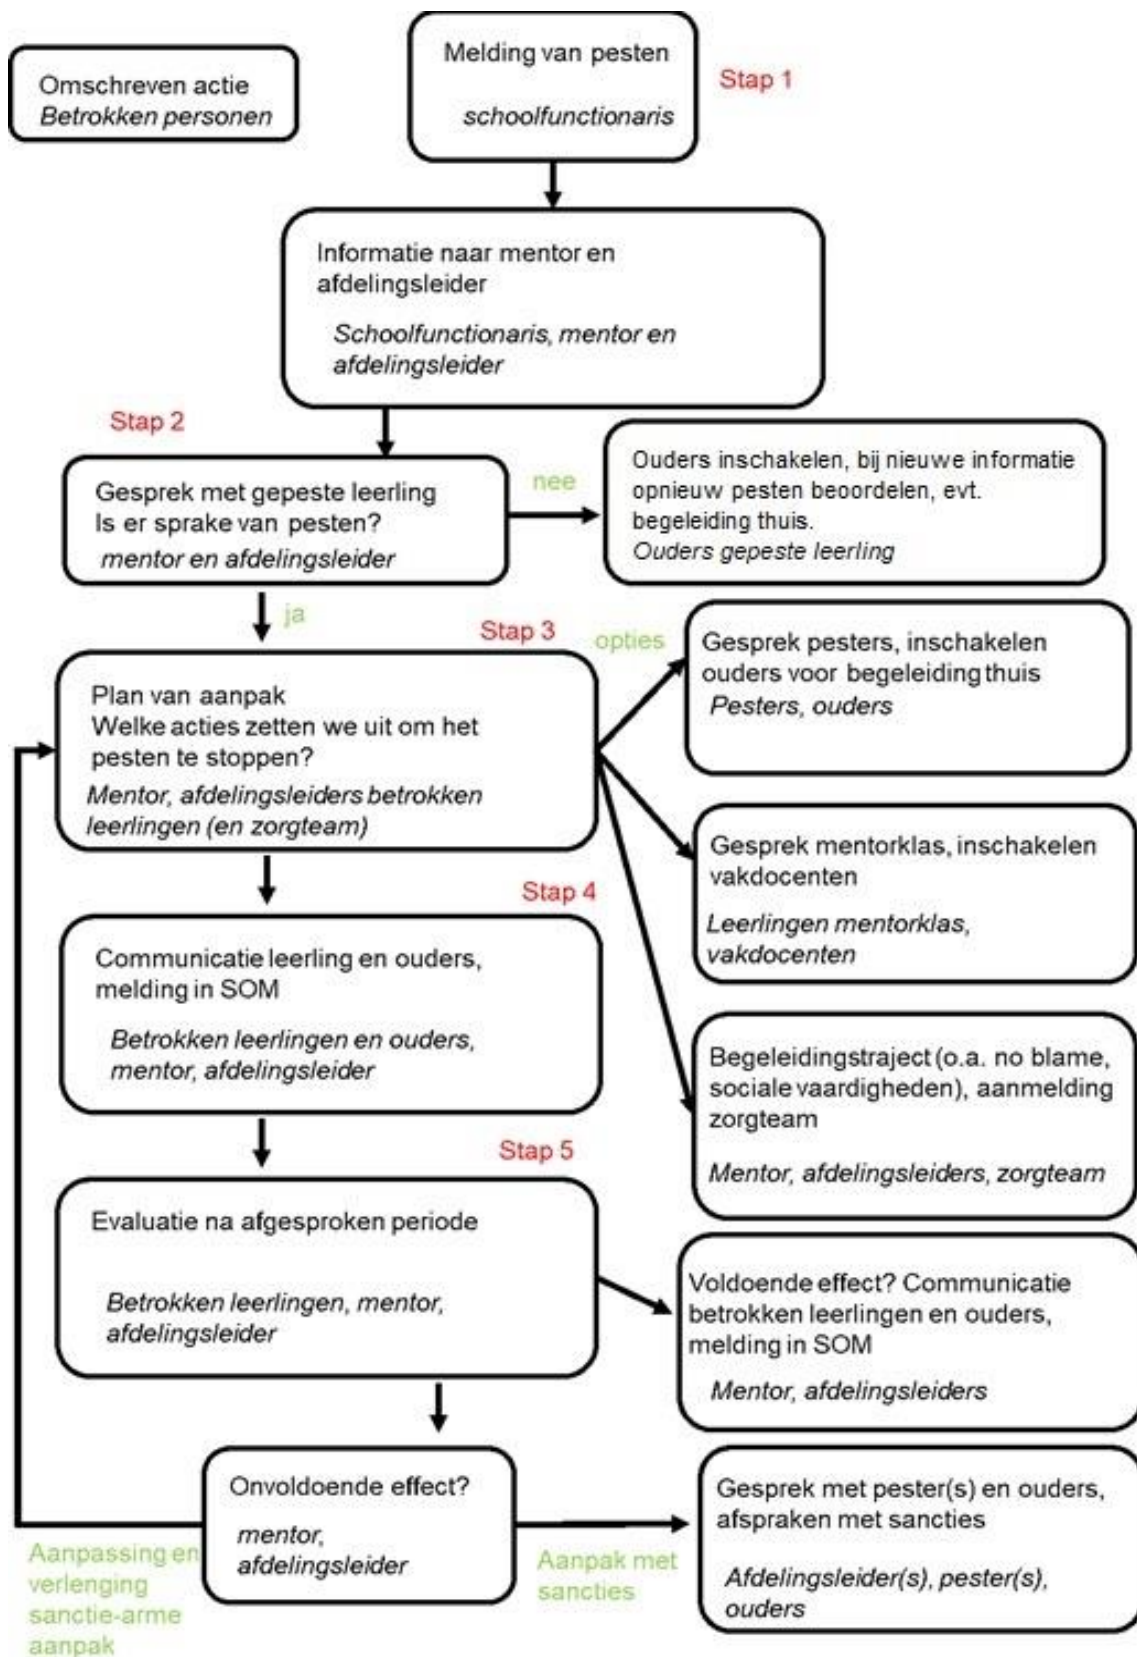 Omschreven actie
Betrokken personen
Melding van pesten
schoolfunctionaris
Stap 1
Informatie naar mentor en
afdelingsleider
Schoolfunctionaris, mentor en
afdelingsleider
Stap 2
Gesprek met gepeste leerling
Is er sprake van pesten?
mentor en afdelingsleider
nee
Ouders inschakelen, bij nieuwe informatie
opnieuw pesten beoordelen, evt.
begeleiding thuis.
Ouders gepeste leerling
ja
Stap 3
Plan van aanpak
Welke acties zetten we uit om het
pesten te stoppen?
Mentor, afdelingsleiders betrokken
leerlingen (en zorgteam)
opties
Gesprek pesters, inschakelen
ouders voor begeleiding thuis
Pesters, ouders
Gesprek mentorklas, inschakelen
vakdocenten
Leerlingen mentorklas,
vakdocenten
Begeleidingstraject (o.a. no blame,
sociale vaardigheden), aanmelding
zorgteam
Mentor, afdelingsleiders, zorgteam
Stap 4
Communicatie leerling en ouders,
melding in SOM
Betrokken leerlingen en ouders,
mentor, afdelingsleider
Stap 5
Evaluatie na afgesproken periode
Betrokken leerlingen, mentor,
afdelingsleider
Voldoende effect? Communicatie
betrokken leerlingen en ouders,
melding in SOM
Mentor, afdelingsleiders
Onvoldoende effect?
mentor,
afdelingsleider
Aanpassing en
verlenging
sanctie-arme
aanpak
Aanpak met
sancties
Gesprek met pester(s) en ouders,
afspraken met sancties
Afdelingsleider(s), pester(s),
ouders